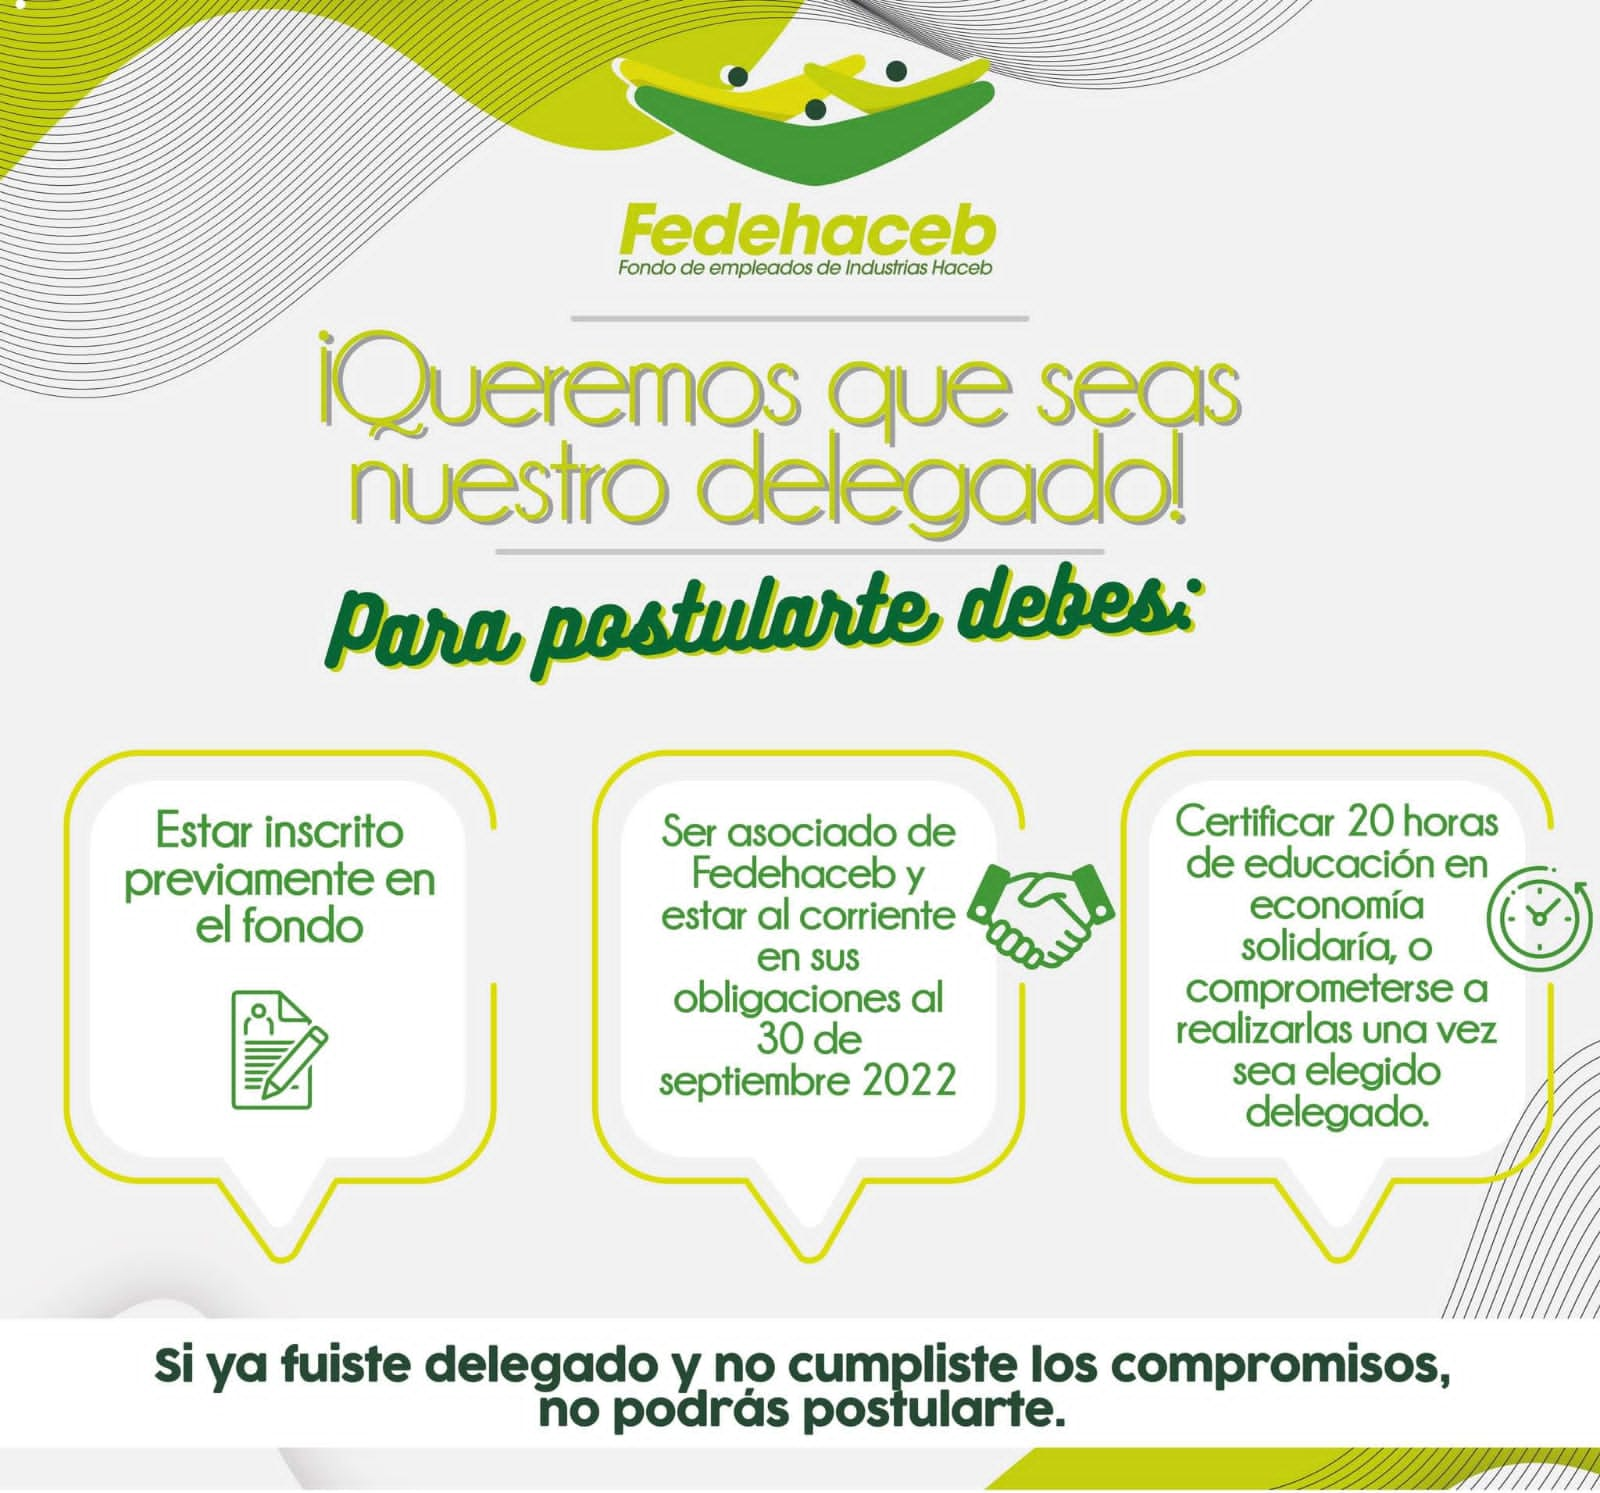 Fedehaceb
Fondo de empleados de Industrias Haceb
¡Queremos que seas
nuestro delegado!
Para postularte debes:
Estar inscrito
previamente en
el fondo
Ser asociado de
Fedehaceb y
estar al corriente
en sus
obligaciones al
30 de
septiembre 2022
Certificar 20 horas
de educación en
economía
solidaría, o
comprometerse a
realizarlas una vez
sea elegido
delegado.
Si ya fuiste delegado y no cumpliste los compromisos,
no podrás postularte.